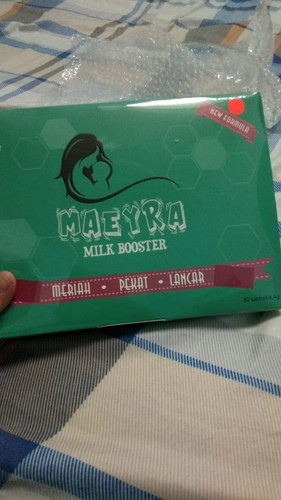 NEW FORMULA
MAEYRA
MILK BOOSTER
MERIAH • PEKAT • LANCAR